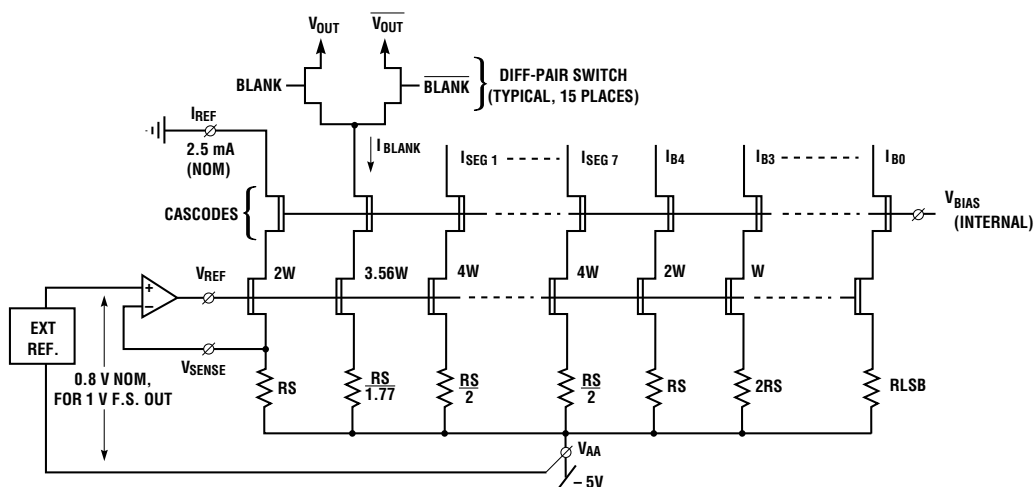 VOUT
VOUT
BLANK
BLANK
DIFF-PAIR SWITCH
(TYPICAL, 15 PLACES)
IREF
2.5 mA
(NOM)
IBLANK
ISEG 1
ISEG 7
IB4
IB3
IB0
CASCODES
VBIAS
(INTERNAL)
VREF
2W
3.56W
4W
4W
2W
W
+
–
EXT
REF.
VSENSE
0.8 V NOM,
FOR 1 V F.S. OUT
RS
RS
1.77
RS
2
RS
2
RS
2RS
RLSB
VAA
– 5V